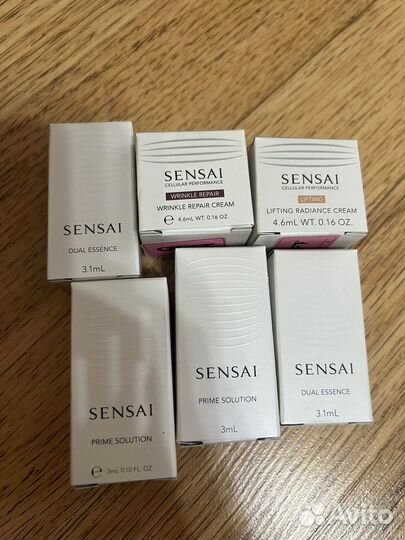 SENSAI
DUAL ESSENCE
3.1mL
SENSAI
CELLULAR PERFORMANCE
WRINKLE REPAIR
WRINKLE REPAIR CREAM
℮ 4.6mL WT. 0.16 OZ.
SENSAI
CELLULAR PERFORMANCE
LIFTING
LIFTING RADIANCE CREAM
4.6mL WT. 0.16 OZ.
SENSAI
PRIME SOLUTION
℮ 3mL 0.10 FL. OZ.
SENSAI
PRIME SOLUTION
3mL
SENSAI
DUAL ESSENCE
3.1mL
Avito